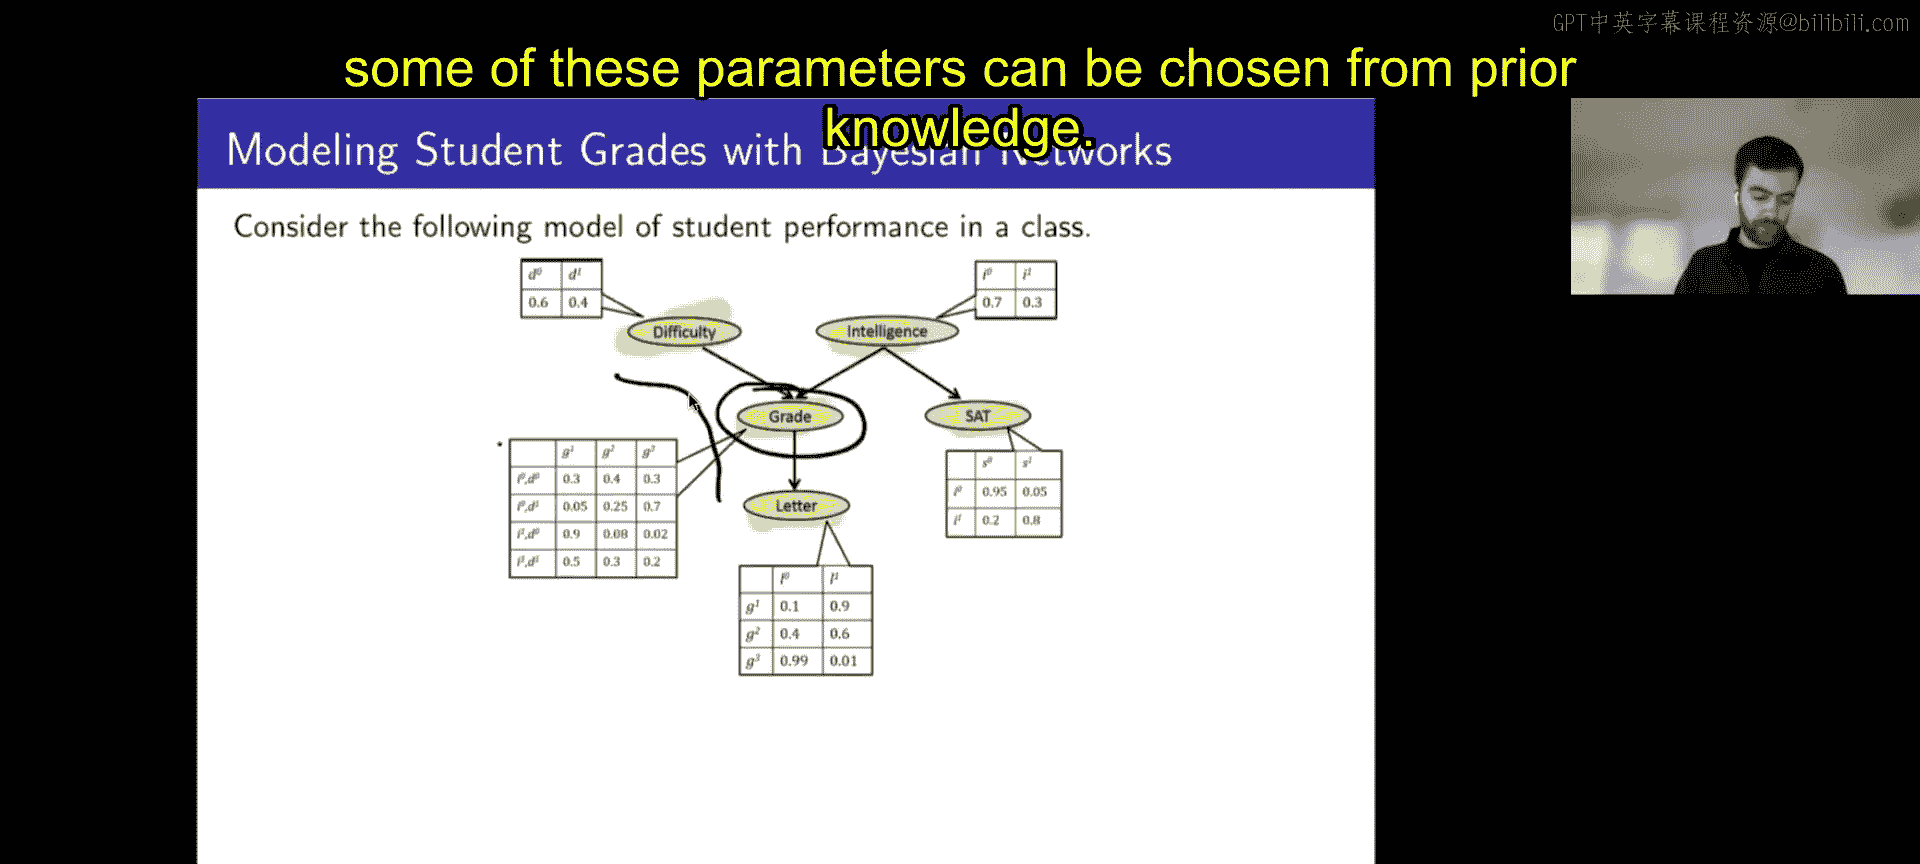 GPT中英字幕课程资源@bilibili.com
some of these parameters can be chosen from prior
knowledge.
Modeling Student Grades with Bayesian Networks
Consider the following model of student performance in a class.
d⁰ d¹
0.6 0.4
i⁰ i¹
0.7 0.3
Difficulty
Intelligence
Grade
SAT
g¹ g² g³
i⁰,d⁰ 0.3 0.4 0.3
i⁰,d¹ 0.05 0.25 0.7
i¹,d⁰ 0.9 0.08 0.02
i¹,d¹ 0.5 0.3 0.2
s⁰ s¹
i⁰ 0.95 0.05
i¹ 0.2 0.8
Letter
l⁰ l¹
g¹ 0.1 0.9
g² 0.4 0.6
g³ 0.99 0.01